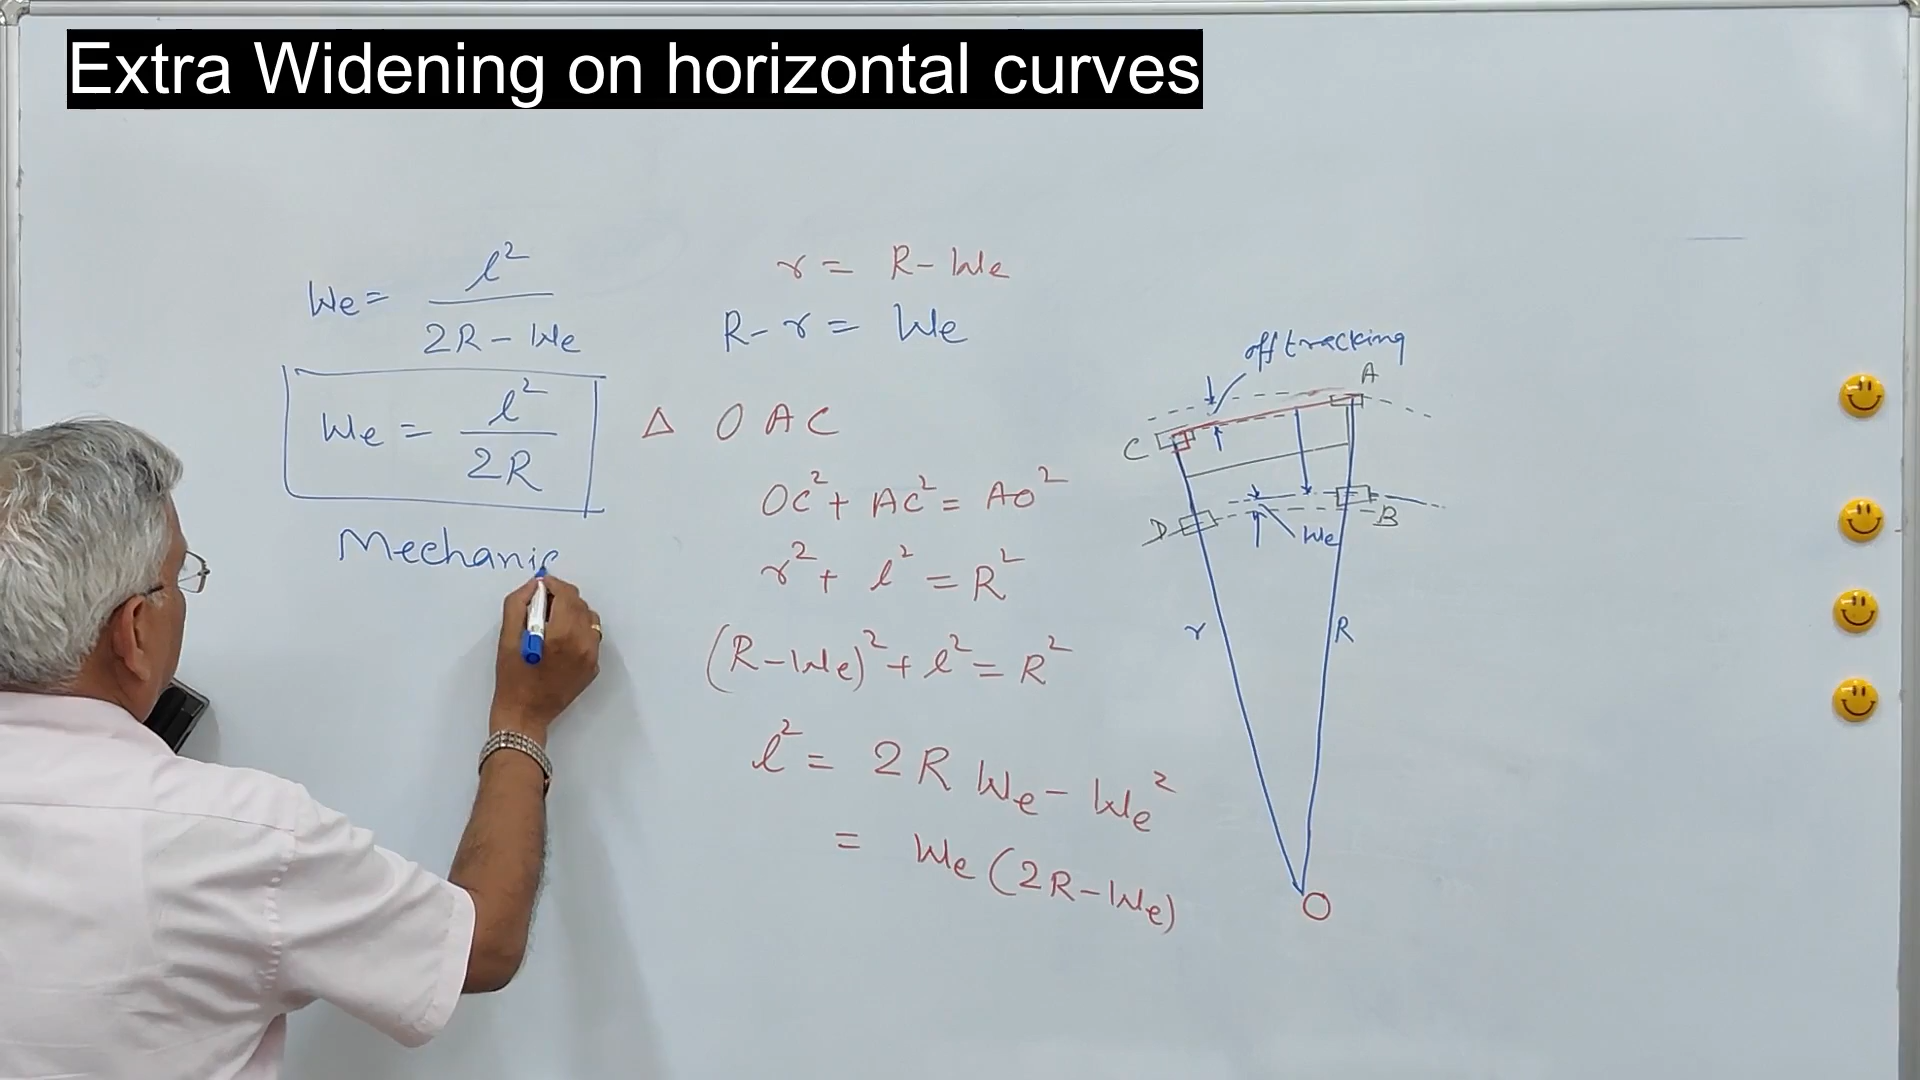 Extra Widening on horizontal curves
We = l² / (2R - We)
We = l² / 2R
Mechanic
r = R - We
R - r = We
Δ OAC
OC² + AC² = AO²
r² + l² = R²
(R - We)² + l² = R²
l² = 2R We - We²
= We (2R - We)
off tracking
A
C
D
B
We
r
R
O